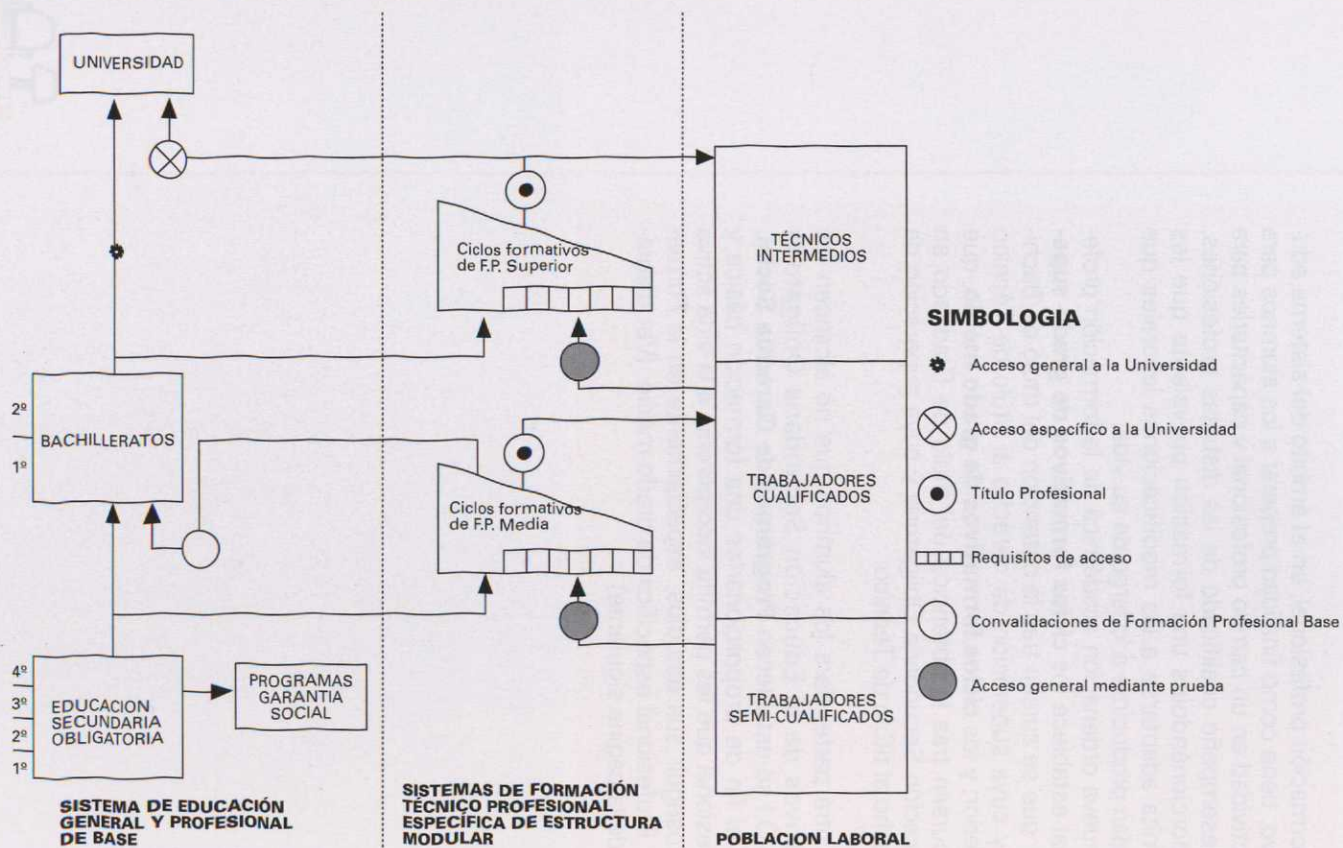 UNIVERSIDAD
Ciclos formativos
de F.P. Superior
TÉCNICOS
INTERMEDIOS
2º
1º
BACHILLERATOS
Ciclos formativos
de F.P. Media
TRABAJADORES
CUALIFICADOS
4º
3º
2º
1º
EDUCACION
SECUNDARIA
OBLIGATORIA
PROGRAMAS
GARANTIA
SOCIAL
TRABAJADORES
SEMI-CUALIFICADOS
SISTEMA DE EDUCACIÓN
GENERAL Y PROFESIONAL
DE BASE
SISTEMAS DE FORMACIÓN
TÉCNICO PROFESIONAL
ESPECÍFICA DE ESTRUCTURA
MODULAR
POBLACION LABORAL
SIMBOLOGIA
Acceso general a la Universidad
Acceso específico a la Universidad
Título Profesional
Requisítos de acceso
Convalidaciones de Formación Profesional Base
Acceso general mediante prueba